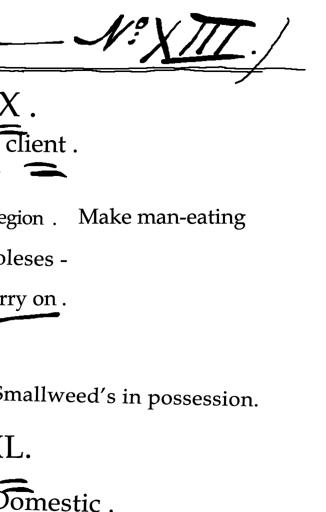 Nº XIII.
X.
client.
egion. Make man-eating
pleses -
rry on.
Smallweed's in possession.
XL.
Domestic.